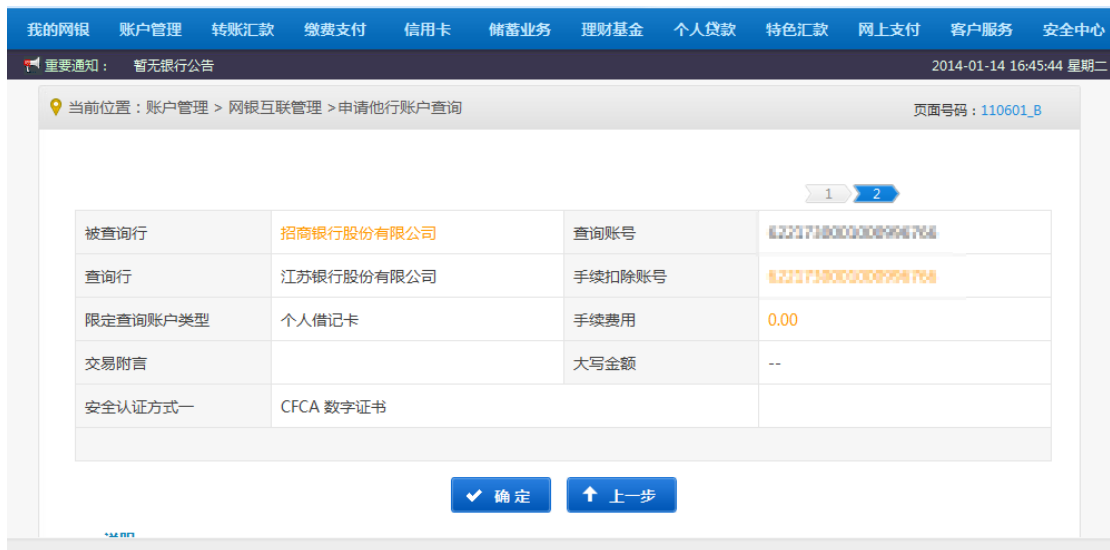 我的网银 账户管理 转账汇款 缴费支付 信用卡 储蓄业务 理财基金 个人贷款 特色汇款 网上支付 客户服务 安全中心
重要通知： 暂无银行公告 2014-01-14 16:45:44 星期二
当前位置：账户管理 > 网银互联管理 >申请他行账户查询 页面号码：110601_B
1 2
被查询行 招商银行股份有限公司 查询账号
查询行 江苏银行股份有限公司 手续扣除账号
限定查询账户类型 个人借记卡 手续费用 0.00
交易附言 大写金额 --
安全认证方式一 CFCA 数字证书
确定 上一步